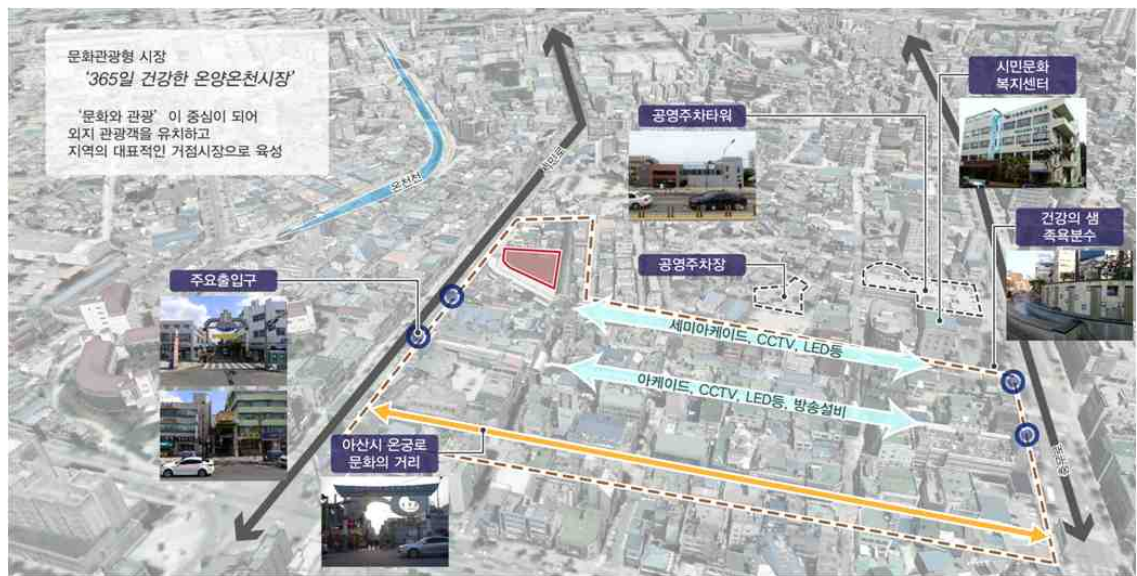 문화관광형 시장
‘365일 건강한 온양온천시장’
‘문화와 관광’ 이 중심이 되어
외지 관광객을 유치하고
지역의 대표적인 거점시장으로 육성
온천천
시민로
공영주차타워
시민문화
복지센터
건강의 샘
족욕분수
공영주차장
주요출입구
세미아케이드, CCTV, LED등
아케이드, CCTV, LED등, 방송설비
아산시 온궁로
문화의 거리